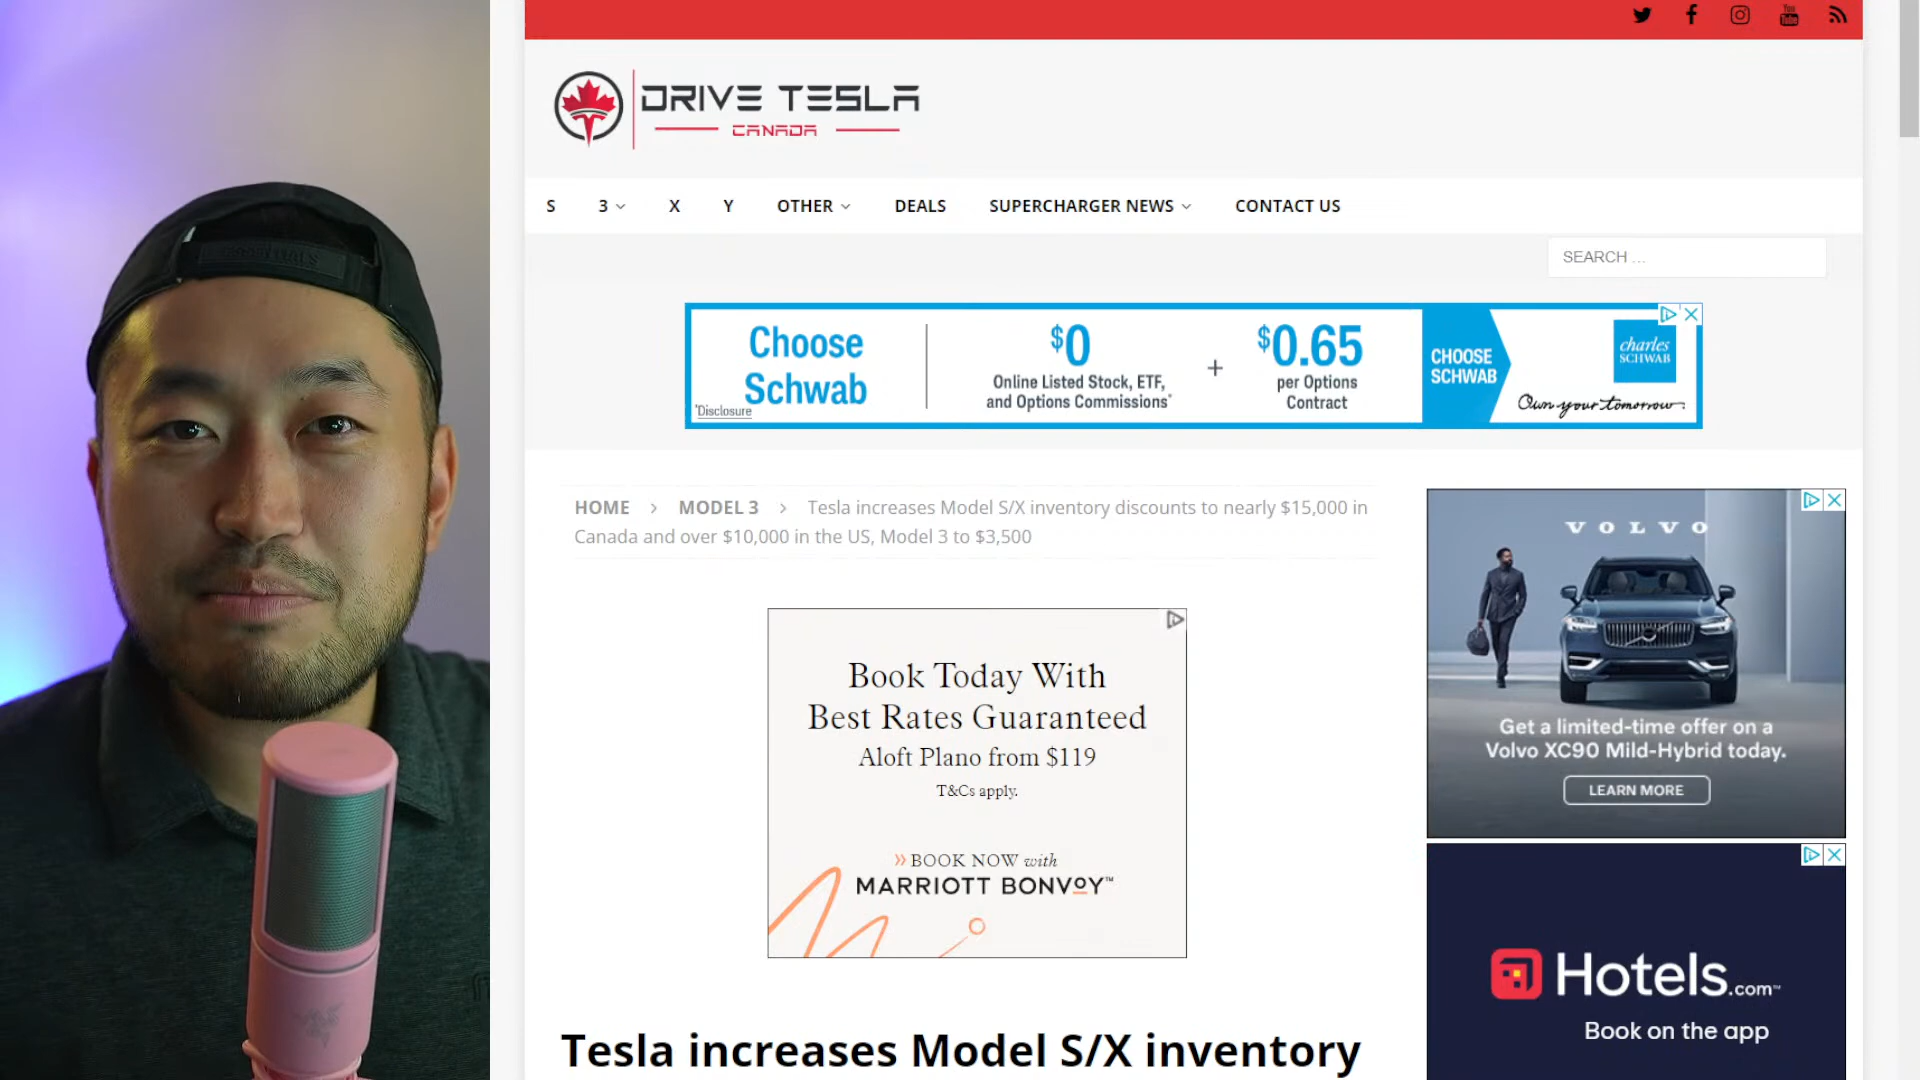 DRIVE TESLA
CANADA
S 3 X Y OTHER DEALS SUPERCHARGER NEWS CONTACT US
SEARCH …
Choose
Schwab
*Disclosure
$0
Online Listed Stock, ETF,
and Options Commissions*
+
$0.65
per Options
Contract
CHOOSE
SCHWAB
charles
SCHWAB
Own your tomorrow.
HOME > MODEL 3 > Tesla increases Model S/X inventory discounts to nearly $15,000 in
Canada and over $10,000 in the US, Model 3 to $3,500
Book Today With
Best Rates Guaranteed
Aloft Plano from $119
T&Cs apply.
BOOK NOW with
MARRIOTT BONVOY™
VOLVO
Get a limited-time offer on a
Volvo XC90 Mild-Hybrid today.
LEARN MORE
Hotels.com™
Book on the app
Tesla increases Model S/X inventory